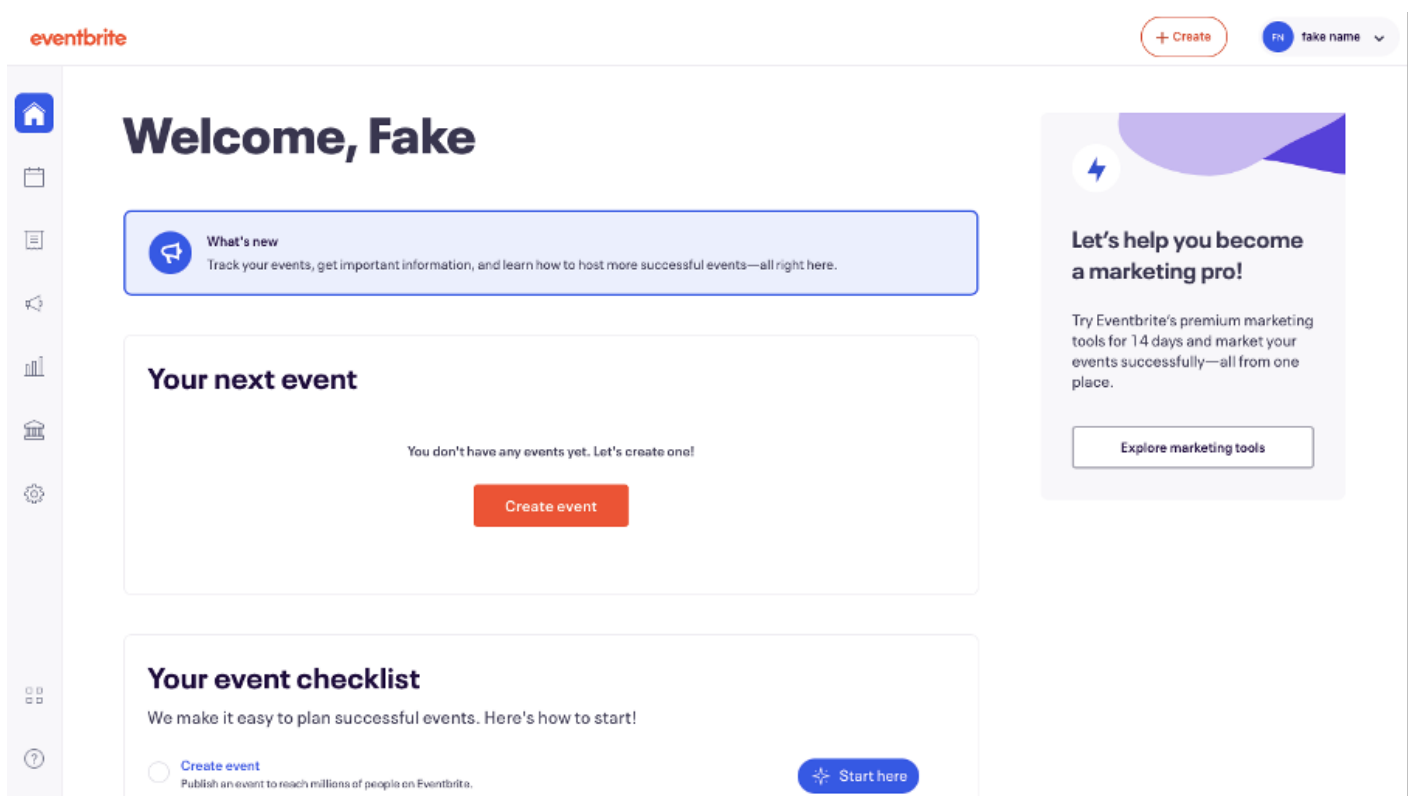 eventbrite
+ Create
FN
fake name
Welcome, Fake
What's new
Track your events, get important information, and learn how to host more successful events—all right here.
Your next event
You don't have any events yet. Let's create one!
Create event
Your event checklist
We make it easy to plan successful events. Here's how to start!
Create event
Publish an event to reach millions of people on Eventbrite.
Start here
Let's help you become
a marketing pro!
Try Eventbrite's premium marketing
tools for 14 days and market your
events successfully—all from one
place.
Explore marketing tools
?